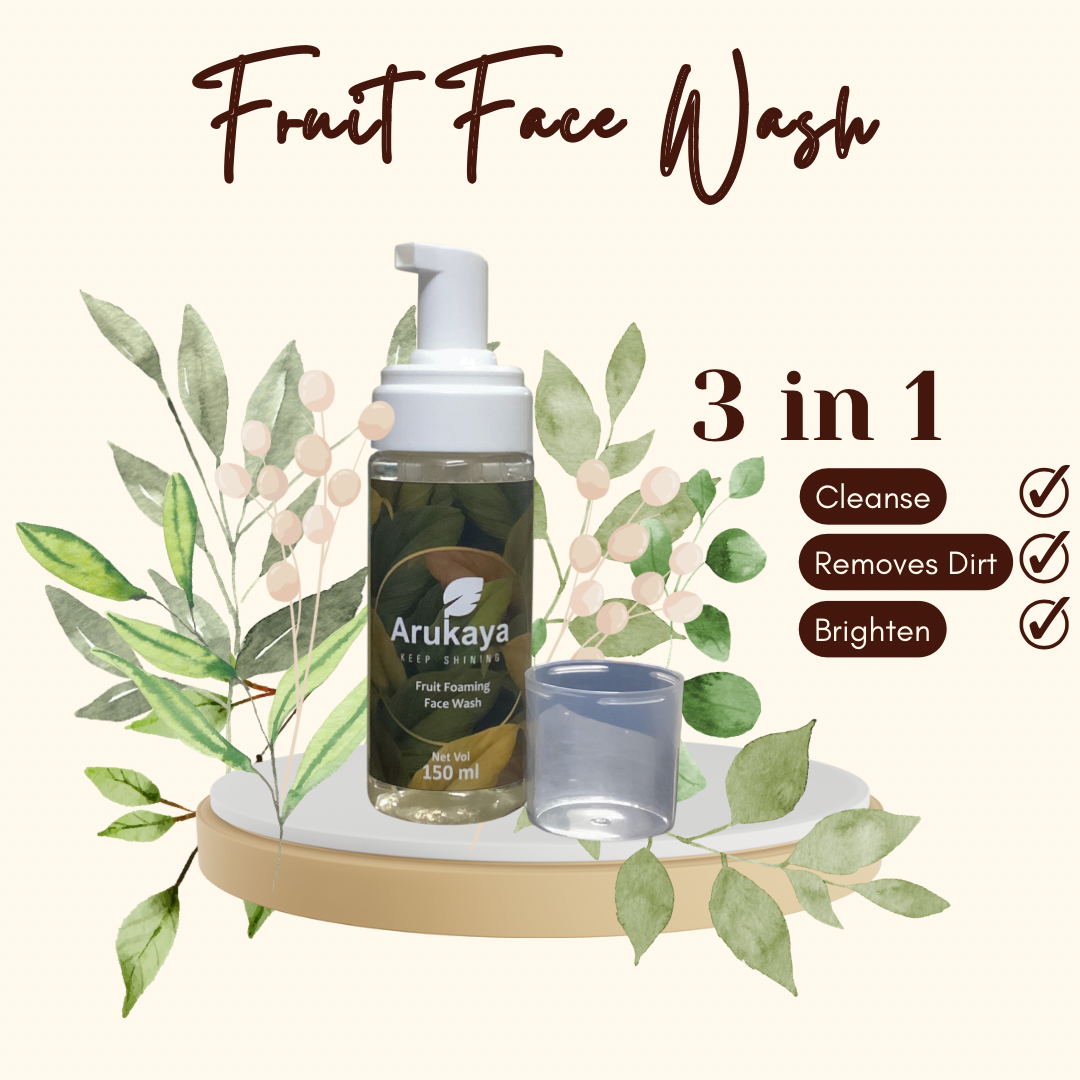 Fruit Face Wash
3 in 1
Cleanse
Removes Dirt
Brighten
Arukaya
KEEP SHINING
Fruit Foaming
Face Wash
Net Vol
150 ml